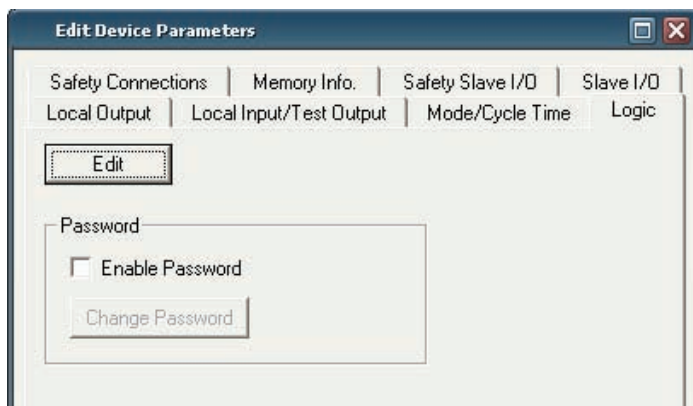 Edit Device Parameters
Safety Connections Memory Info. Safety Slave I/O Slave I/O
Local Output Local Input/Test Output Mode/Cycle Time Logic
Edit
Password
Enable Password
Change Password